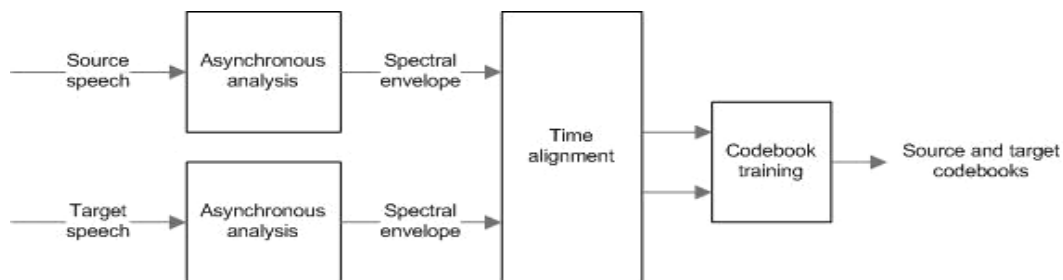 Source
speech
Asynchronous
analysis
Spectral
envelope
Target
speech
Asynchronous
analysis
Spectral
envelope
Time
alignment
Codebook
training
Source and target
codebooks